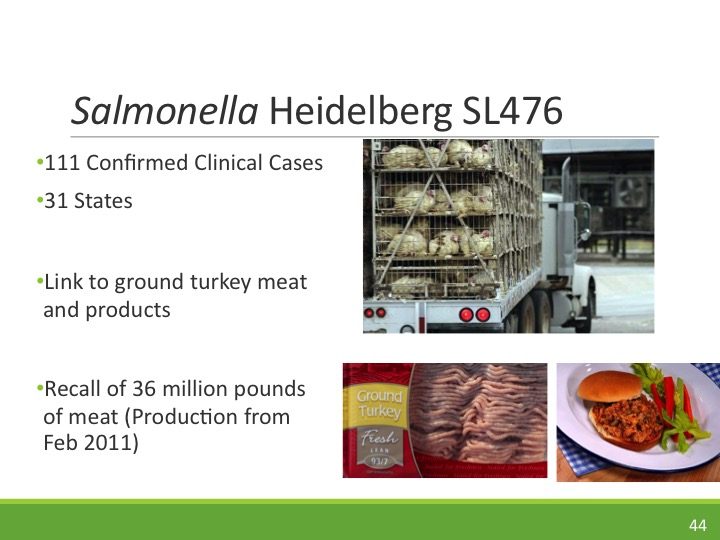 Salmonella Heidelberg SL476
•111 Confirmed Clinical Cases
•31 States
•Link to ground turkey meat
and products
•Recall of 36 million pounds
of meat (Production from
Feb 2011)
Ground
Turkey
Fresh
LEAN
93/7
44